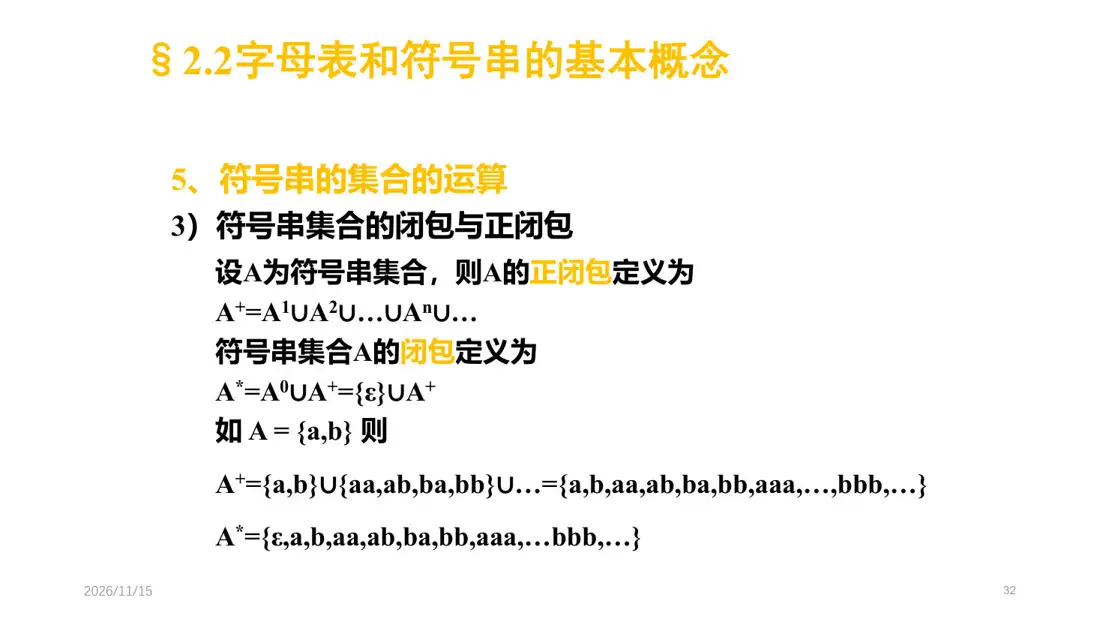 §2.2字母表和符号串的基本概念
5、符号串的集合的运算
3）符号串集合的闭包与正闭包
设A为符号串集合，则A的正闭包定义为
A⁺=A¹∪A²∪…∪Aⁿ∪…
符号串集合A的闭包定义为
A*=A⁰∪A⁺={ε}∪A⁺
如 A = {a,b} 则
A⁺={a,b}∪{aa,ab,ba,bb}∪…={a,b,aa,ab,ba,bb,aaa,…,bbb,…}
A*={ε,a,b,aa,ab,ba,bb,aaa,…bbb,…}
2026/11/15
32